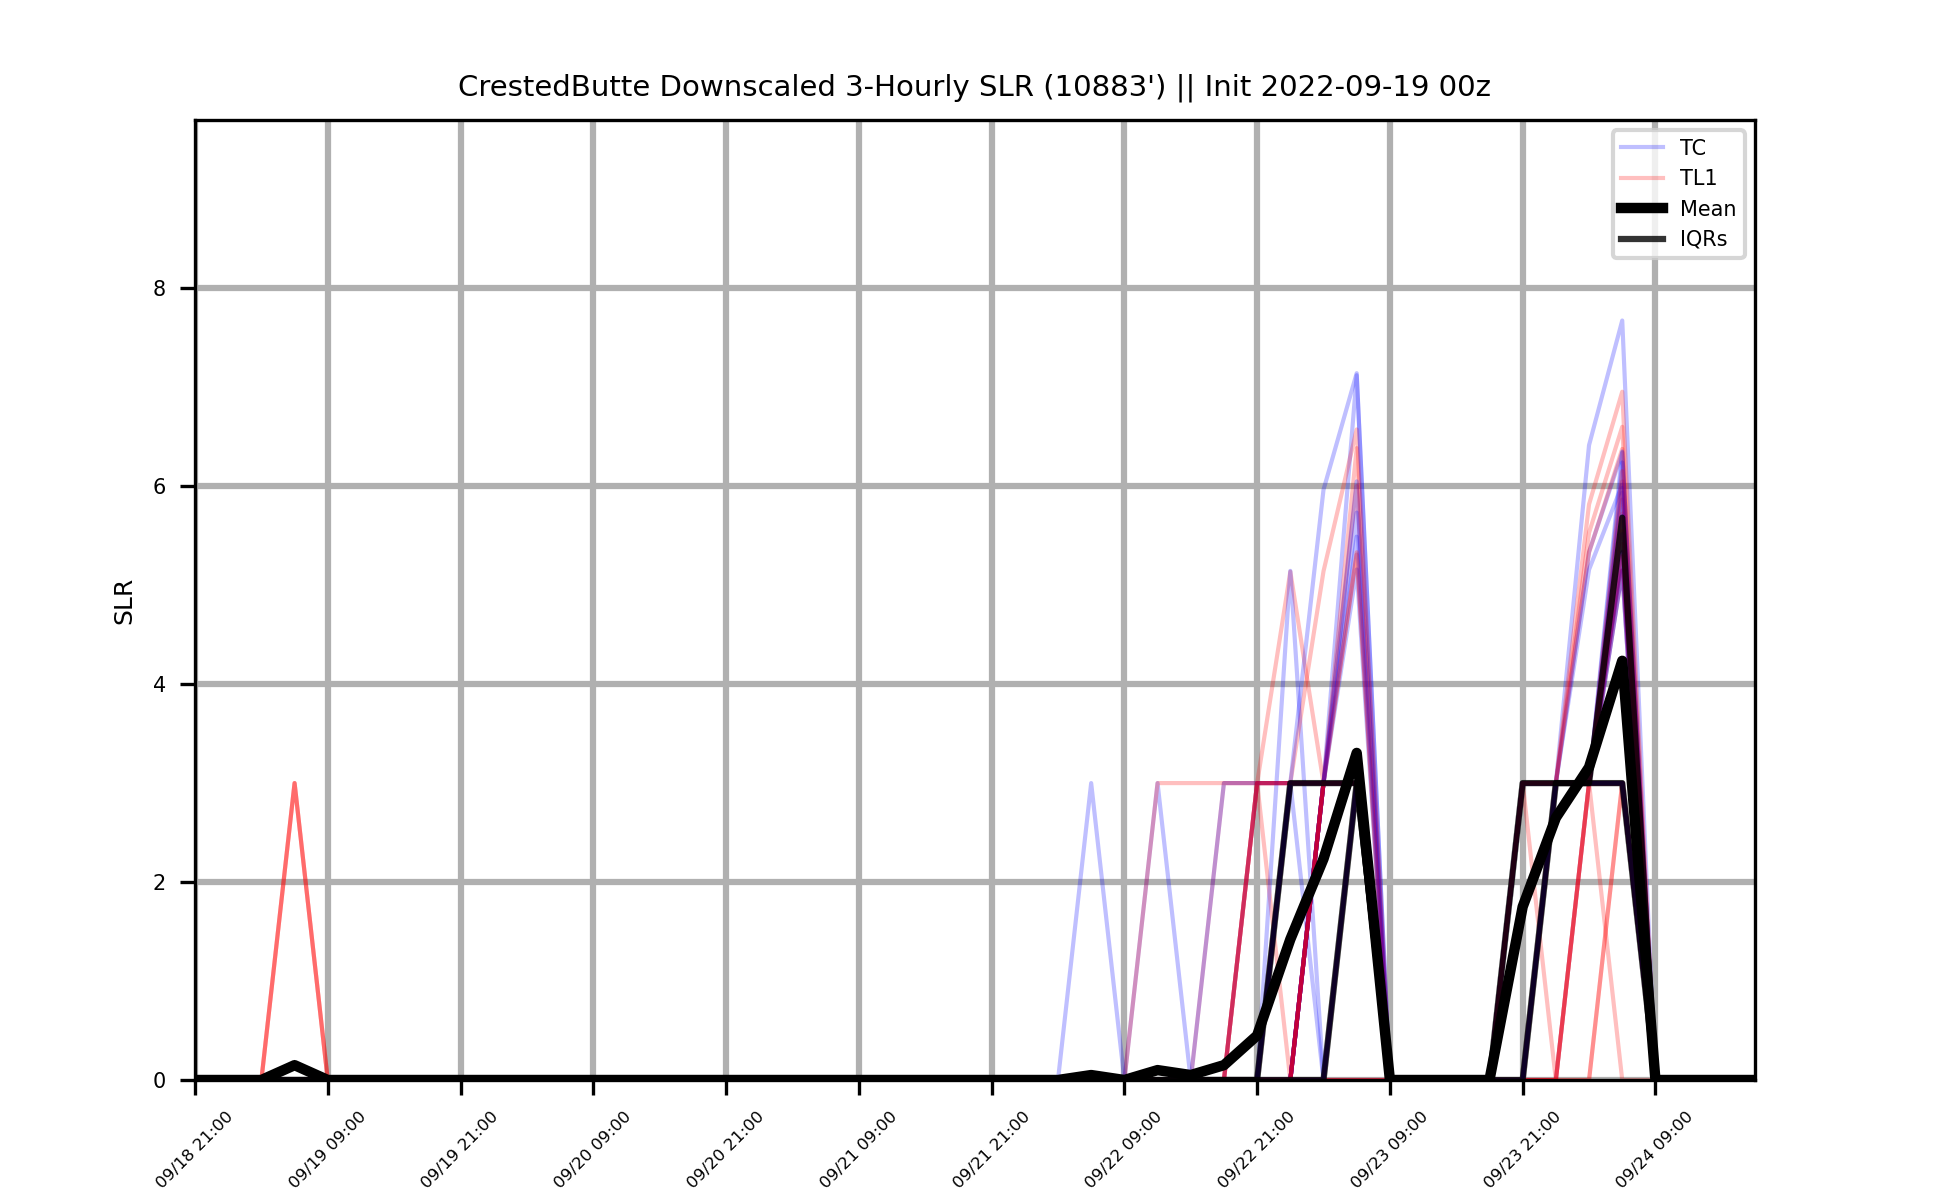 CrestedButte Downscaled 3-Hourly SLR (10883') || Init 2022-09-19 00z
TC
TL1
Mean
IQRs
8
6
4
2
0
SLR
09/18 21:00
09/19 09:00
09/19 21:00
09/20 09:00
09/20 21:00
09/21 09:00
09/21 21:00
09/22 09:00
09/22 21:00
09/23 09:00
09/23 21:00
09/24 09:00